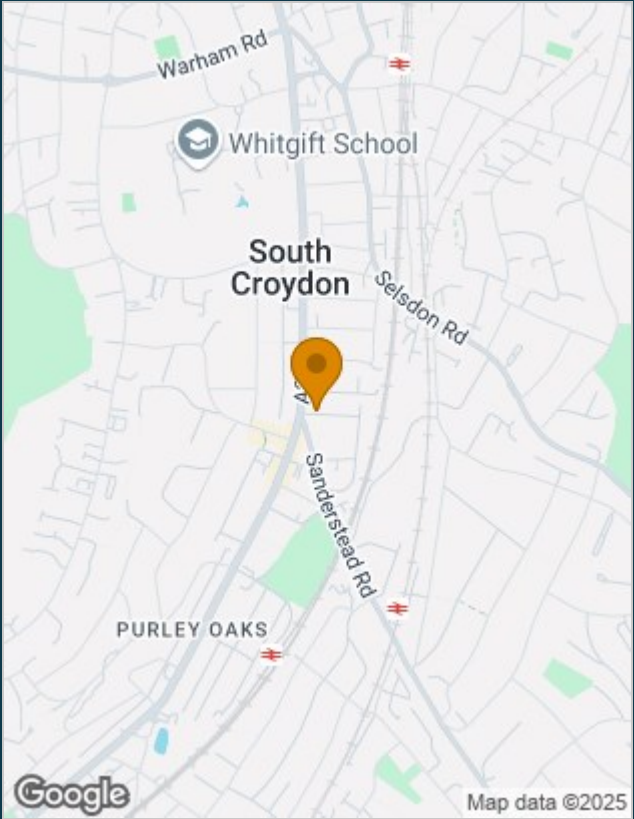 Warham Rd
Whitgift School
South
Croydon
Selsdon Rd
Sanderstead Rd
PURLEY OAKS
Google
Map data ©2025